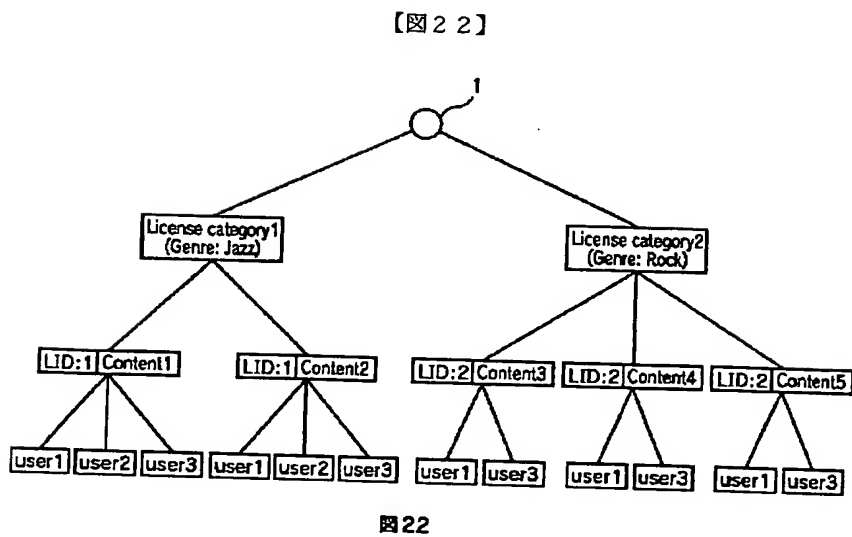 【図２２】
1
License category1
(Genre: Jazz)
License category2
(Genre: Rock)
LID:1 Content1
LID:1 Content2
LID:2 Content3
LID:2 Content4
LID:2 Content5
user1 user2 user3
user1 user2 user3
user1 user3
user1 user3
user1 user3
図22